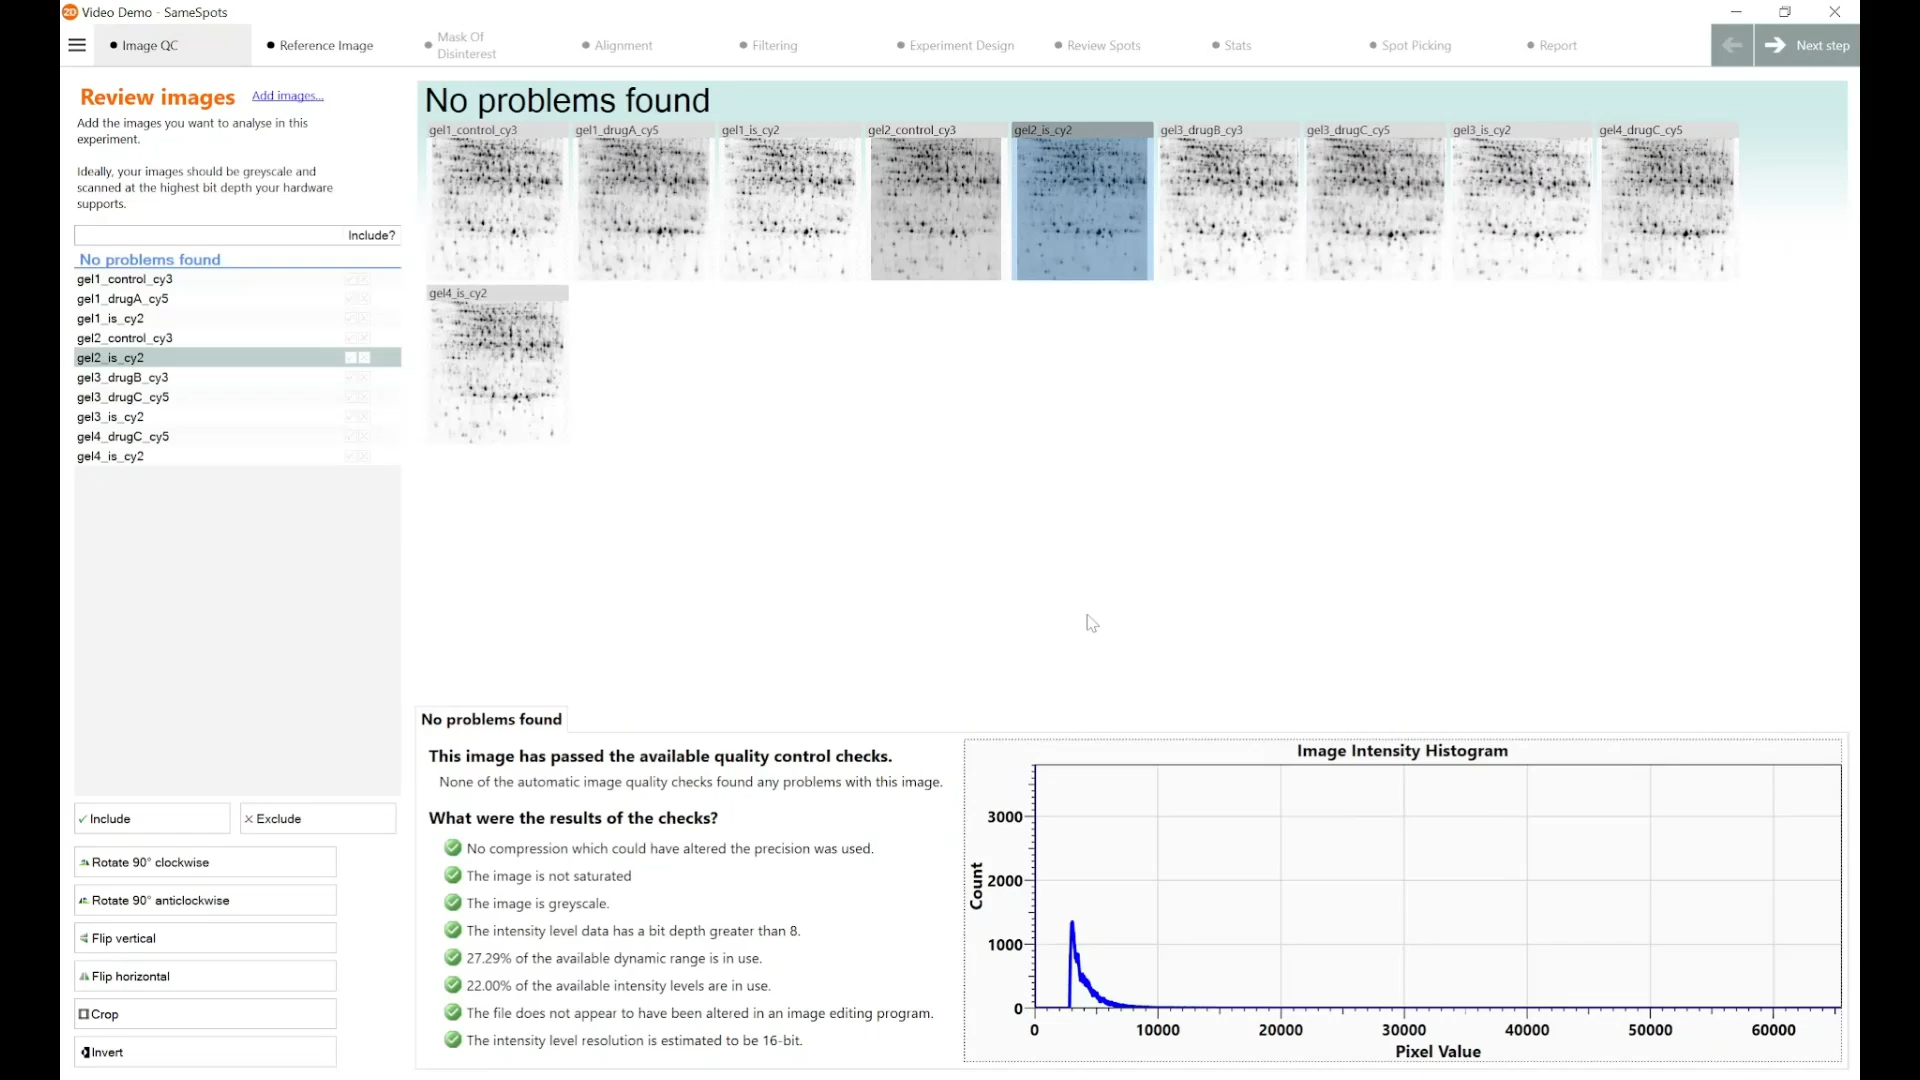 Video Demo - SameSpots
Image QC
Reference Image
Mask Of
Disinterest
Alignment
Filtering
Experiment Design
Review Spots
Stats
Spot Picking
Report
Next step
Review images
Add images...
Add the images you want to analyse in this
experiment.
Ideally, your images should be greyscale and
scanned at the highest bit depth your hardware
supports.
Include?
No problems found
gel1_control_cy3
gel1_drugA_cy5
gel1_is_cy2
gel2_control_cy3
gel2_is_cy2
gel3_drugB_cy3
gel3_drugC_cy5
gel3_is_cy2
gel4_drugC_cy5
gel4_is_cy2
Include
Exclude
Rotate 90° clockwise
Rotate 90° anticlockwise
Flip vertical
Flip horizontal
Crop
Invert
No problems found
gel1_control_cy3
gel1_drugA_cy5
gel1_is_cy2
gel2_control_cy3
gel2_is_cy2
gel3_drugB_cy3
gel3_drugC_cy5
gel3_is_cy2
gel4_drugC_cy5
gel4_is_cy2
No problems found
This image has passed the available quality control checks.
None of the automatic image quality checks found any problems with this image.
What were the results of the checks?
No compression which could have altered the precision was used.
The image is not saturated
The image is greyscale.
The intensity level data has a bit depth greater than 8.
27.29% of the available dynamic range is in use.
22.00% of the available intensity levels are in use.
The file does not appear to have been altered in an image editing program.
The intensity level resolution is estimated to be 16-bit.
Image Intensity Histogram
Count
3000
2000
1000
0
0
10000
20000
30000
40000
50000
60000
Pixel Value